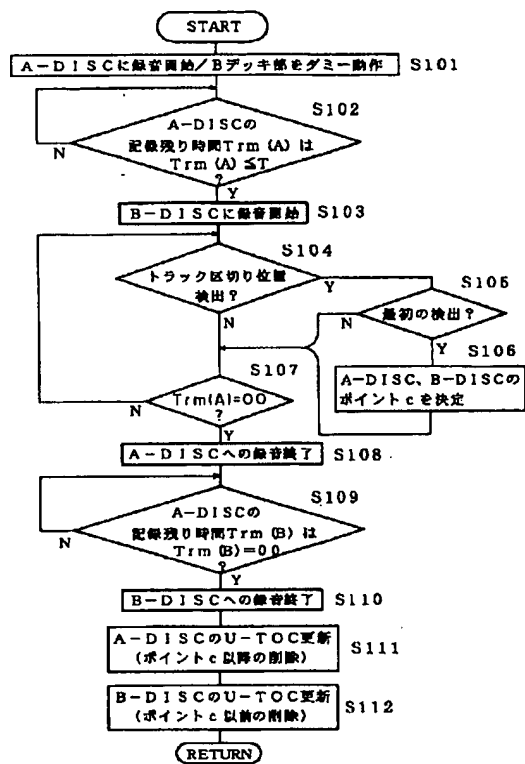 START
A-DISCに録音開始/Bデッキ部をダミー動作 S101
S102
A-DISCの
記録残り時間Trm(A)は
Trm(A)≦T
?
N
Y
B-DISCに録音開始 S103
S104
トラック区切り位置
検出?
Y
N
S105
最初の検出?
N
Y
S106
A-DISC、B-DISCの
ポイントcを決定
S107
Trm(A)=00
?
N
Y
A-DISCへの録音終了 S108
S109
A-DISCの
記録残り時間Trm(B)は
Trm(B)=00
?
N
Y
B-DISCへの録音終了 S110
A-DISCのU-TOC更新
(ポイントc以降の削除) S111
B-DISCのU-TOC更新
(ポイントc以前の削除) S112
RETURN